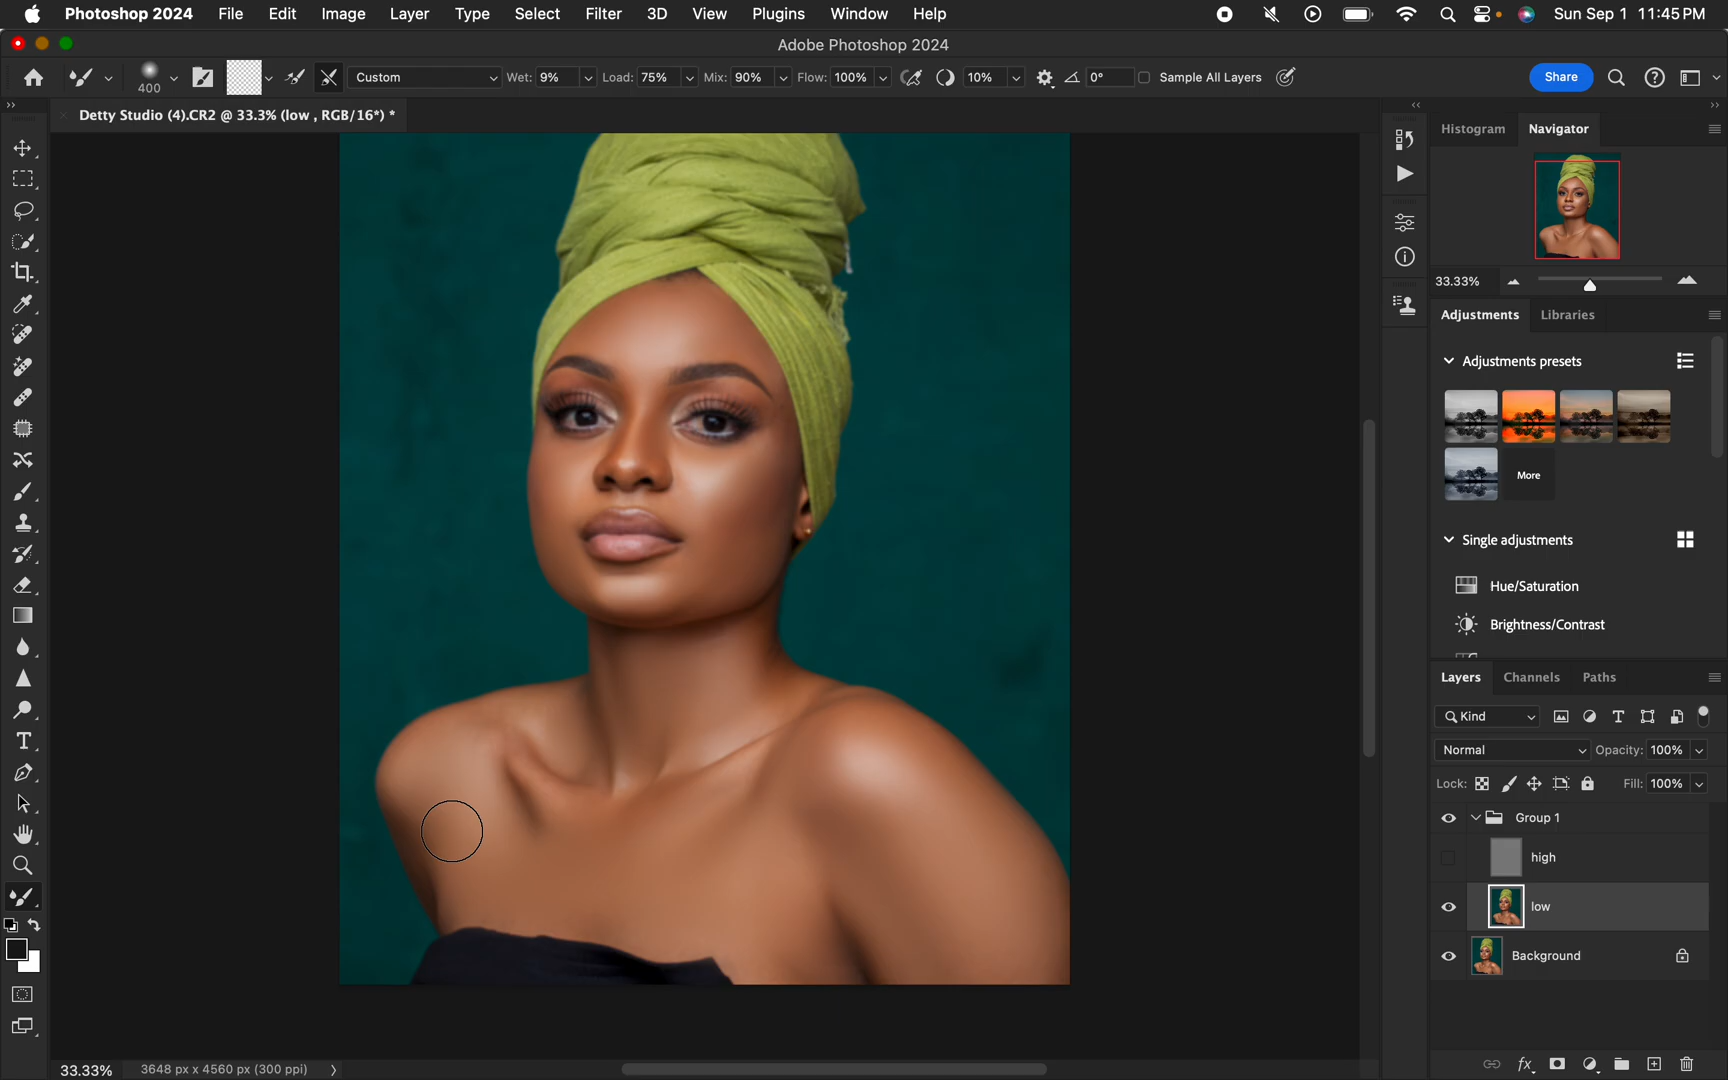 Photoshop 2024 File Edit Image Layer Type Select Filter 3D View Plugins Window Help Sun Sep 1 11:45 PM
Adobe Photoshop 2024
400 Custom Wet: 9% Load: 75% Mix: 90% Flow: 100% 10% 0° Sample All Layers Share
Detty Studio (4).CR2 @ 33.3% (low , RGB/16*) *
Histogram Navigator
33.33%
Adjustments Libraries
Adjustments presets
More
Single adjustments
Hue/Saturation
Brightness/Contrast
Layers Channels Paths
Kind
Normal Opacity: 100%
Lock: Fill: 100%
Group 1
high
low
Background
33.33% 3648 px x 4560 px (300 ppi)